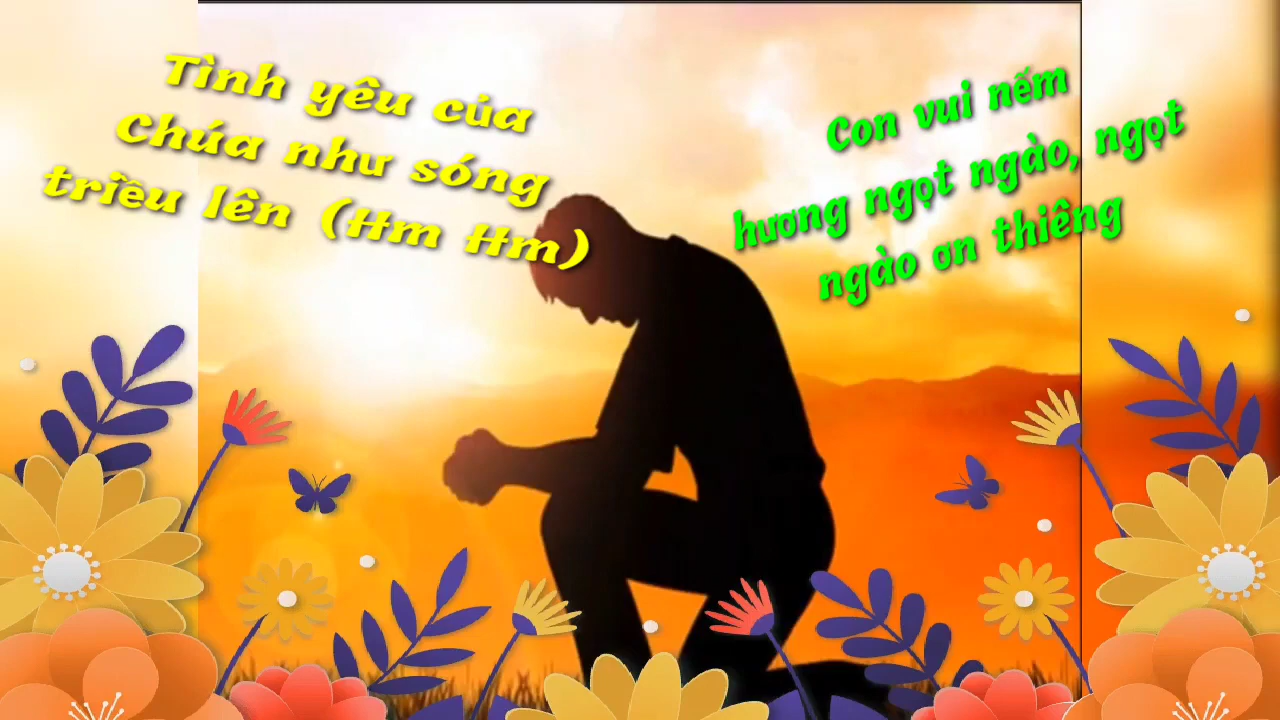 Tình yêu của
Chúa như sóng
triều lên (Hm Hm)
Con vui nếm
hương ngọt ngào, ngọt
ngào ơn thiêng